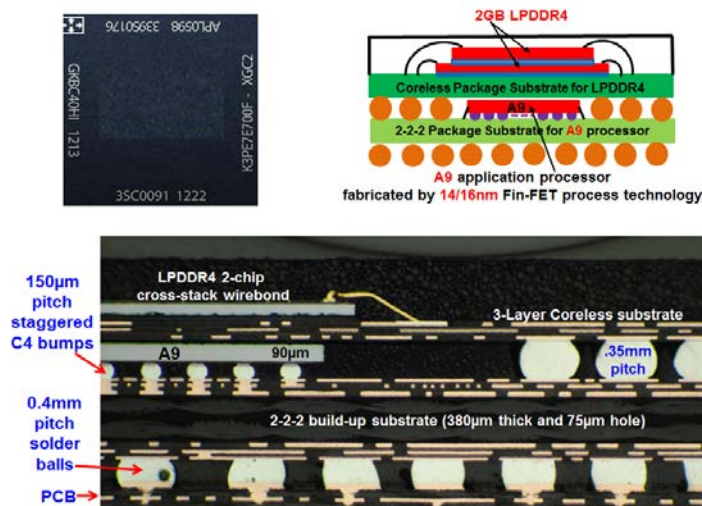 APL0598 33950176
GKBC40HI 1213
K3PE7E700F - XGC2
3SC0091 1222
2GB LPDDR4
Coreless Package Substrate for LPDDR4
A9
2-2-2 Package Substrate for A9 processor
A9 application processor
fabricated by 14/16nm Fin-FET process technology
150µm
pitch
staggered
C4 bumps
LPDDR4 2-chip
cross-stack wirebond
3-Layer Coreless substrate
A9
90µm
.35mm
pitch
0.4mm
pitch
solder
balls
2-2-2 build-up substrate (380µm thick and 75µm hole)
PCB